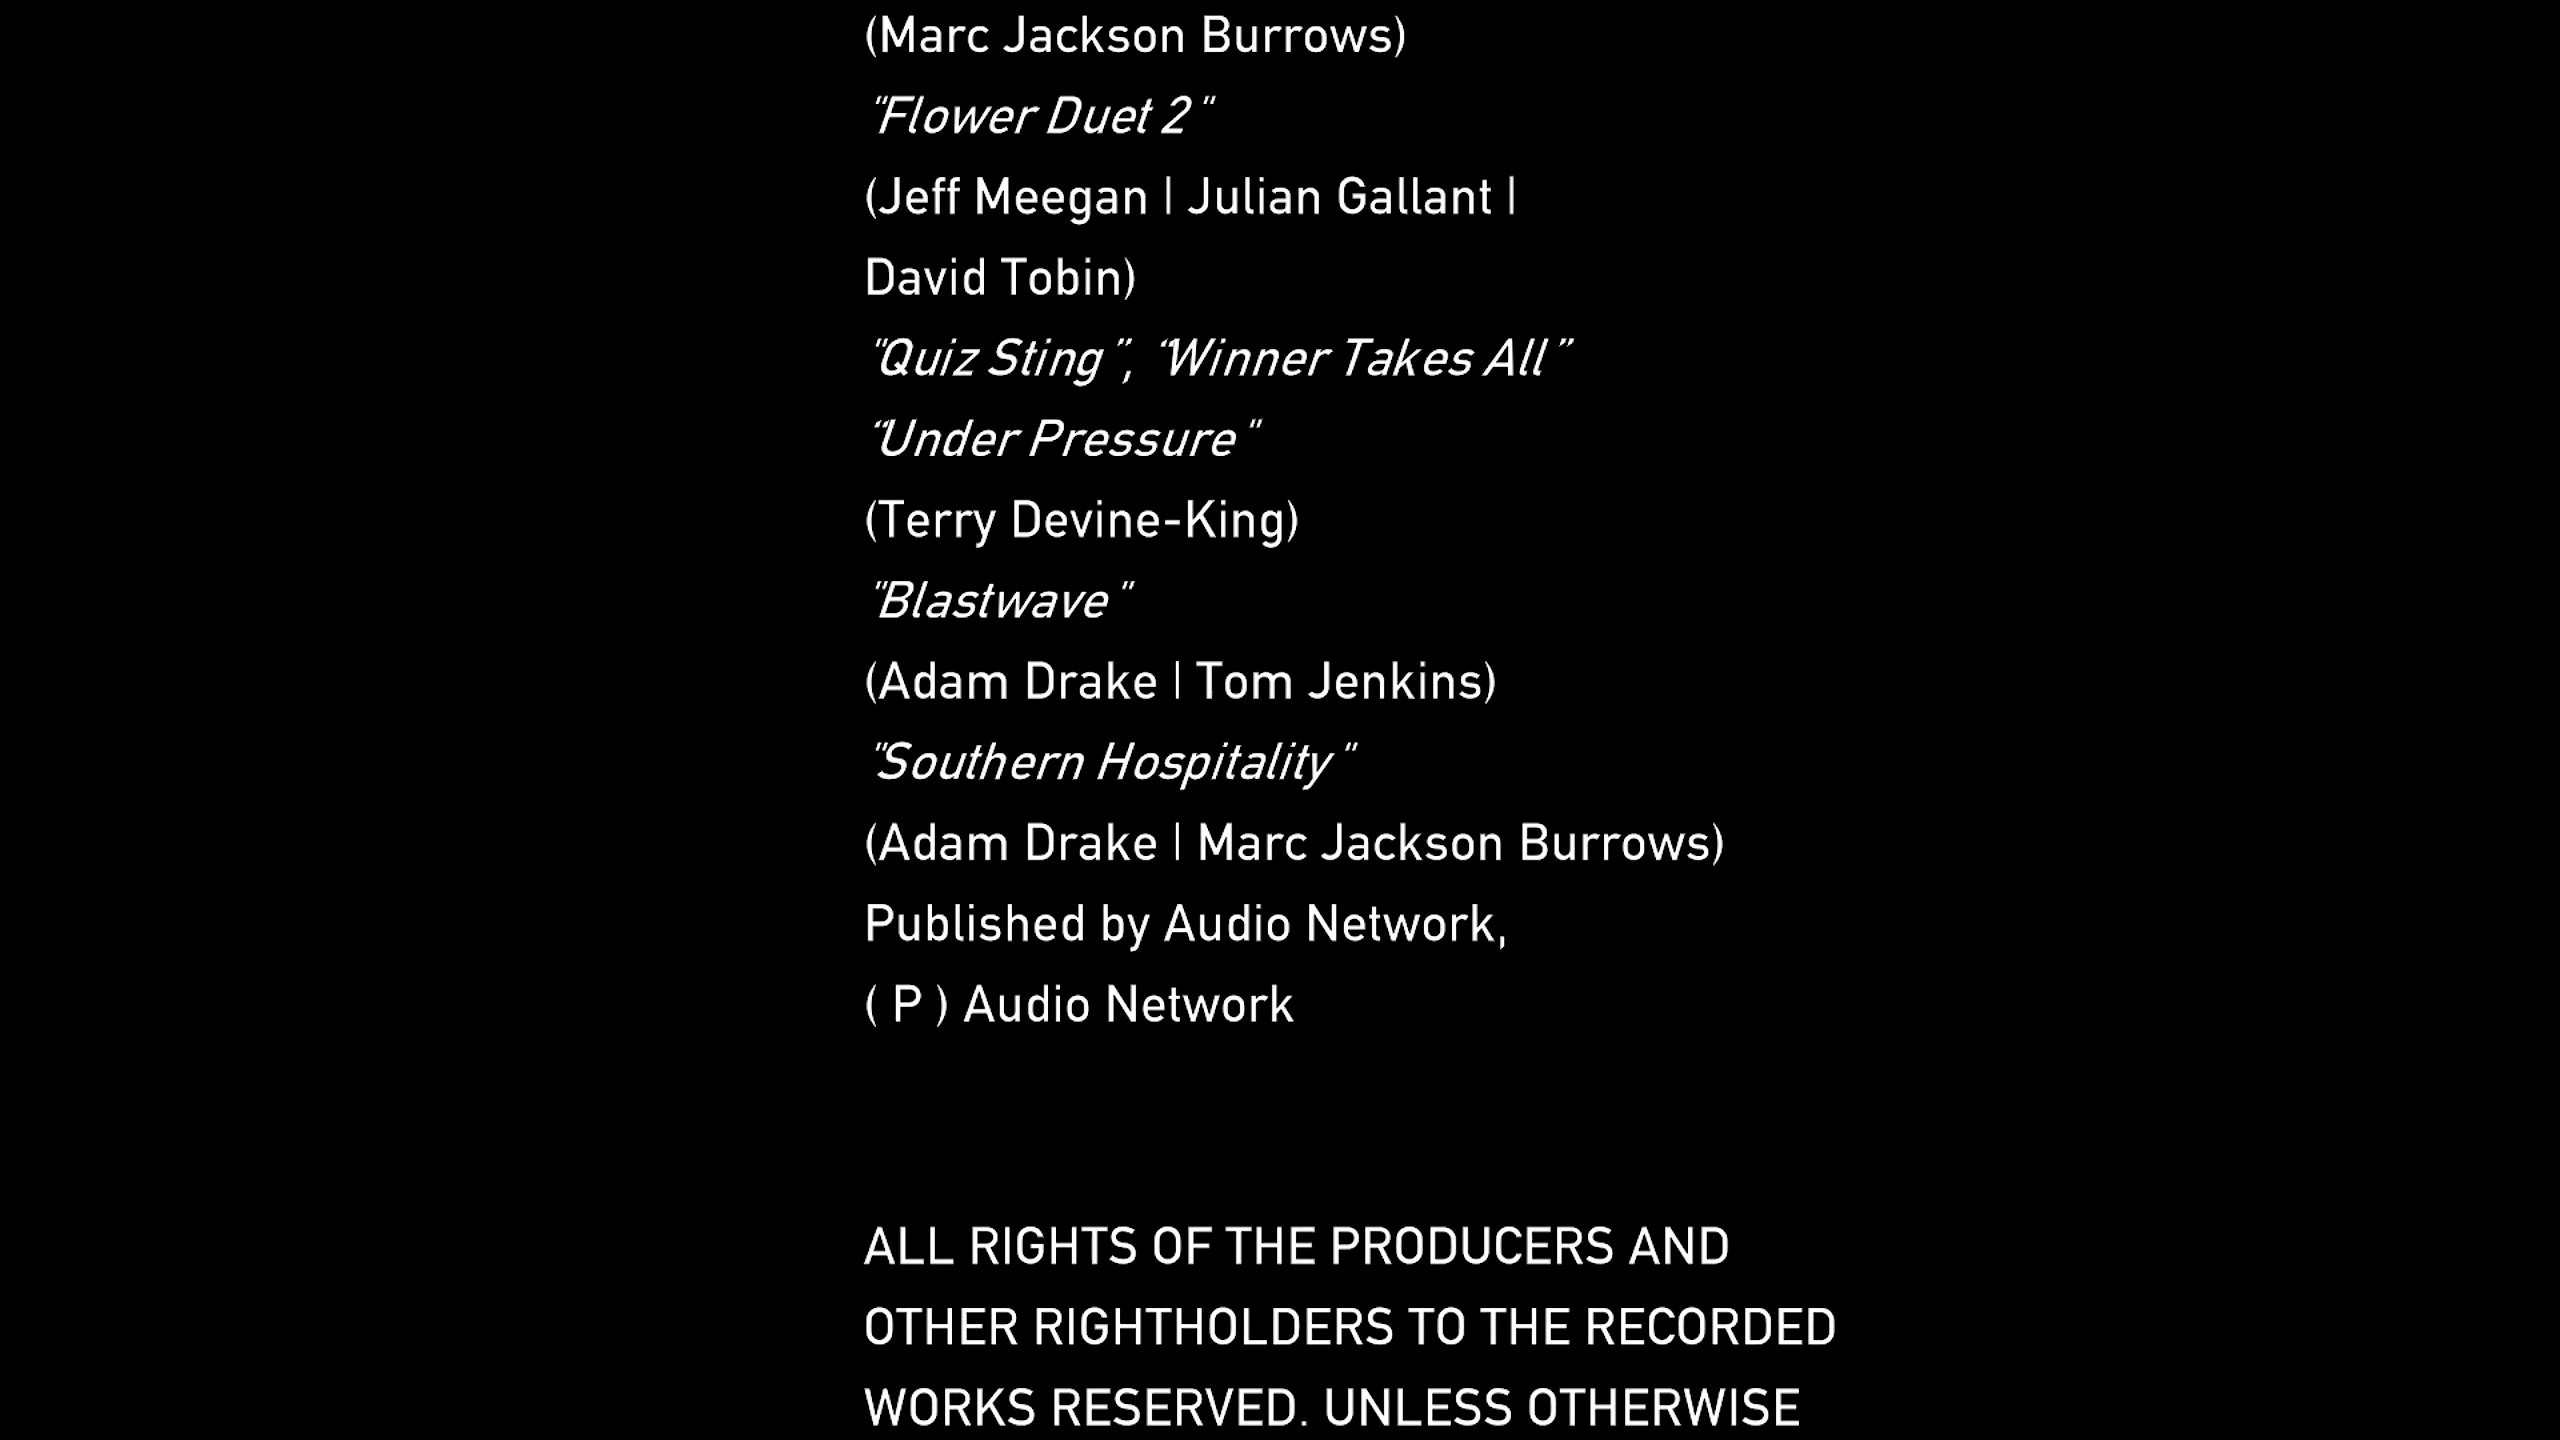 (Marc Jackson Burrows)
"Flower Duet 2"
(Jeff Meegan | Julian Gallant |
David Tobin)
"Quiz Sting”, “Winner Takes All”
“Under Pressure"
(Terry Devine-King)
"Blastwave"
(Adam Drake | Tom Jenkins)
"Southern Hospitality"
(Adam Drake | Marc Jackson Burrows)
Published by Audio Network,
( P ) Audio Network
ALL RIGHTS OF THE PRODUCERS AND
OTHER RIGHTHOLDERS TO THE RECORDED
WORKS RESERVED. UNLESS OTHERWISE